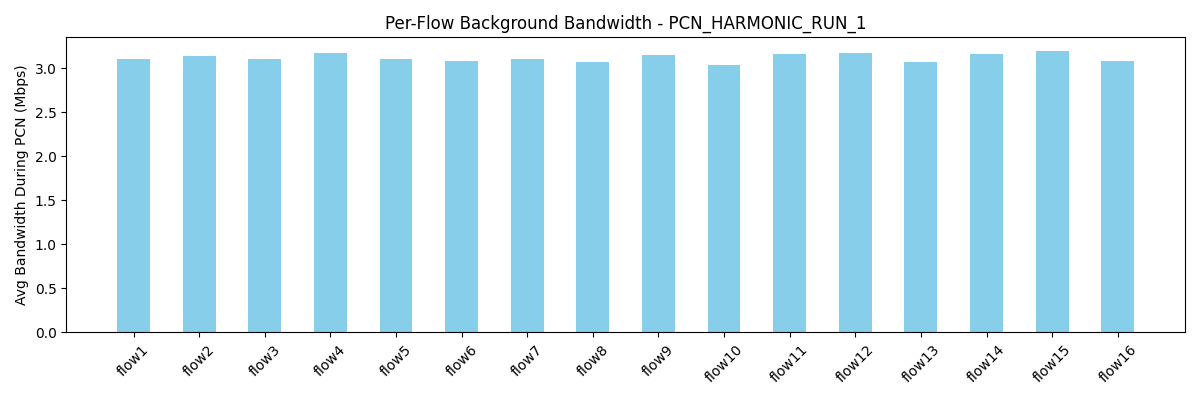 Per-Flow Background Bandwidth - PCN_HARMONIC_RUN_1
Avg Bandwidth During PCN (Mbps)
3.0
2.5
2.0
1.5
1.0
0.5
0.0
flow1
flow2
flow3
flow4
flow5
flow6
flow7
flow8
flow9
flow10
flow11
flow12
flow13
flow14
flow15
flow16